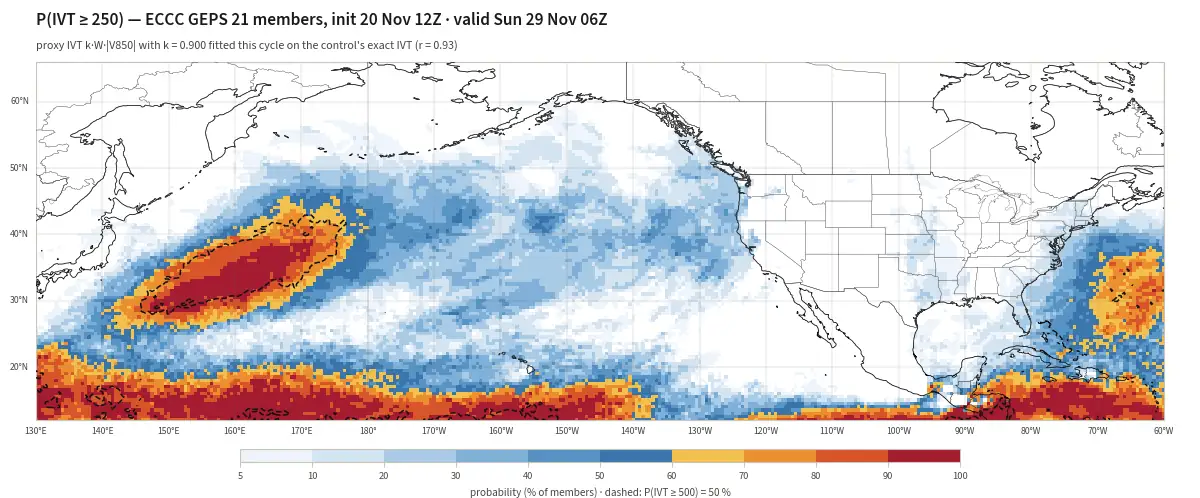 P(IVT ≥ 250) — ECCC GEPS 21 members, init 20 Nov 12Z · valid Sun 29 Nov 06Z
proxy IVT k·W·|V850| with k = 0.900 fitted this cycle on the control's exact IVT (r = 0.93)
60°N
50°N
40°N
30°N
20°N
130°E 140°E 150°E 160°E 170°E 180° 170°W 160°W 150°W 140°W 130°W 120°W 110°W 100°W 90°W 80°W 70°W 60°W
5 10 20 30 40 50 60 70 80 90 100
probability (% of members) · dashed: P(IVT ≥ 500) = 50 %